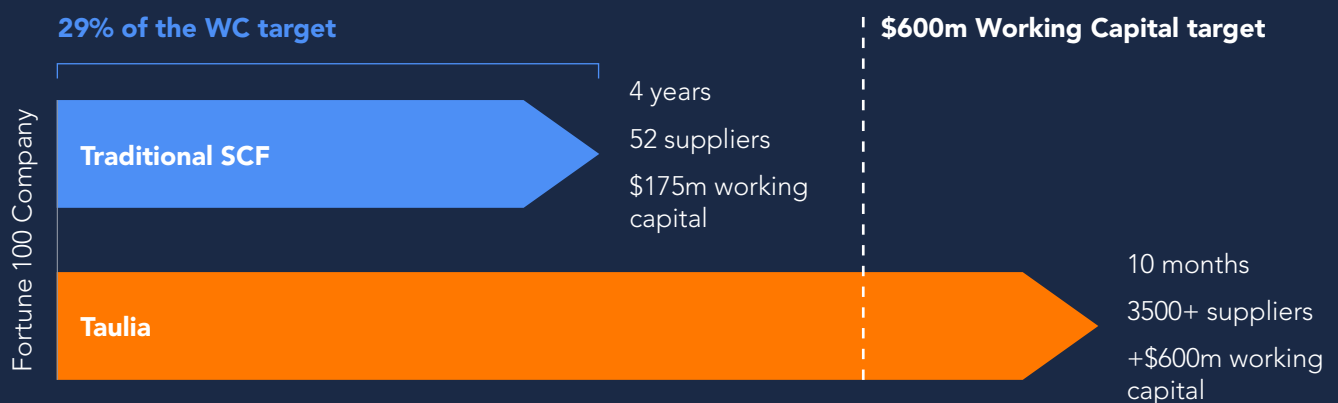 29% of the WC target
$600m Working Capital target
Fortune 100 Company
Traditional SCF
4 years
52 suppliers
$175m working
capital
Taulia
10 months
3500+ suppliers
+$600m working
capital